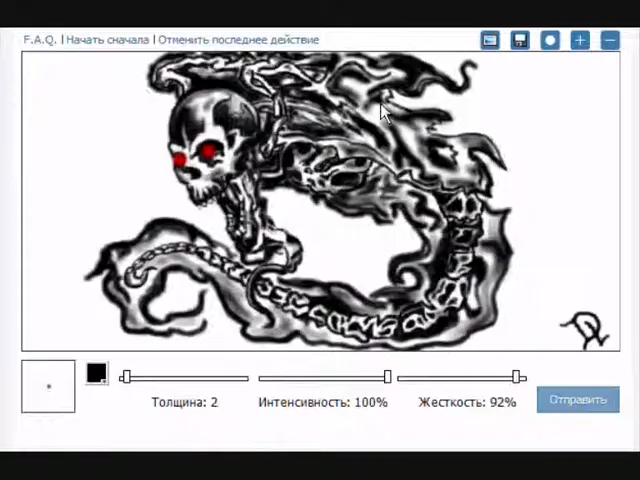 F.A.Q. | Начать сначала | Отменить последнее действие
Толщина: 2 Интенсивность: 100% Жесткость: 92% Отправить